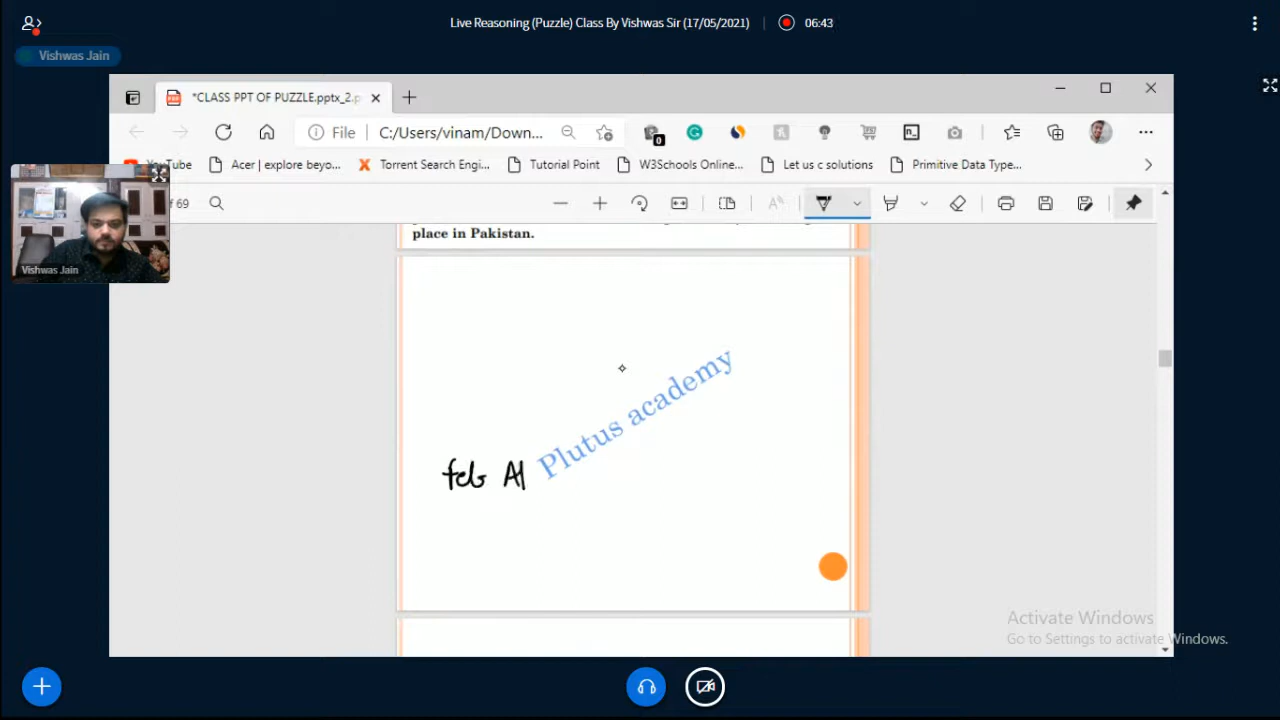 Live Reasoning (Puzzle) Class By Vishwas Sir (17/05/2021) 06:43
Vishwas Jain
*CLASS PPT OF PUZZLE.pptx_2.p
File C:/Users/vinam/Down...
YouTube Acer | explore beyo... Torrent Search Engi... Tutorial Point W3Schools Online... Let us c solutions Primitive Data Type...
of 69
place in Pakistan.
Vishwas Jain
Plutus academy
Activate Windows
Go to Settings to activate Windows.